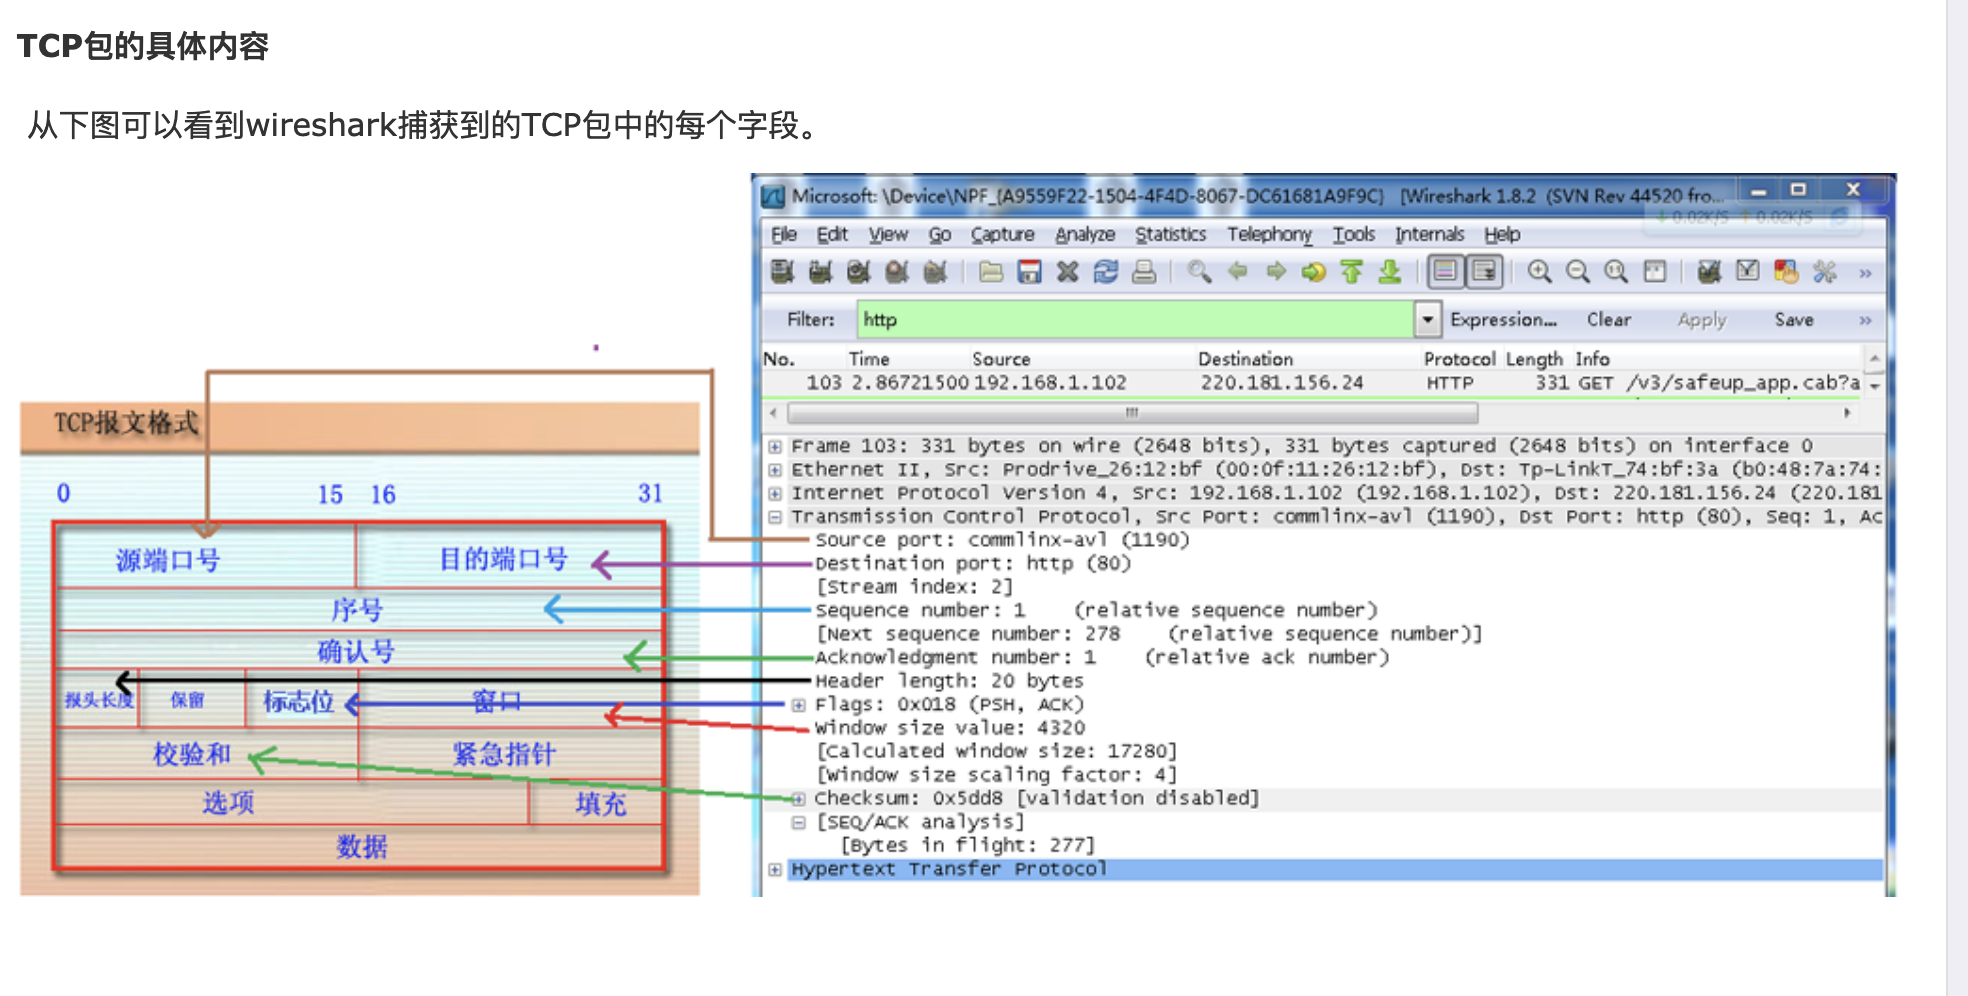 TCP包的具体内容
从下图可以看到wireshark捕获到的TCP包中的每个字段。
TCP报文格式
0 15 16 31
源端口号 目的端口号
序号
确认号
报头长度 保留 标志位 窗口
校验和 紧急指针
选项 填充
数据
Microsoft: \Device\NPF_{A9559F22-1504-4F4D-8067-DC61681A9F9C} [Wireshark 1.8.2 (SVN Rev 44520 fro...
0.02K/S 0.02K/S
File Edit View Go Capture Analyze Statistics Telephony Tools Internals Help
Filter: http Expression... Clear Apply Save »
No. Time Source Destination Protocol Length Info
103 2.86721500 192.168.1.102 220.181.156.24 HTTP 331 GET /v3/safeup_app.cab?a
Frame 103: 331 bytes on wire (2648 bits), 331 bytes captured (2648 bits) on interface 0
Ethernet II, Src: Prodrive_26:12:bf (00:0f:11:26:12:bf), Dst: Tp-LinkT_74:bf:3a (b0:48:7a:74:
Internet Protocol Version 4, Src: 192.168.1.102 (192.168.1.102), Dst: 220.181.156.24 (220.181
Transmission Control Protocol, Src Port: commlinx-avl (1190), Dst Port: http (80), Seq: 1, Ac
Source port: commlinx-avl (1190)
Destination port: http (80)
[Stream index: 2]
Sequence number: 1 (relative sequence number)
[Next sequence number: 278 (relative sequence number)]
Acknowledgment number: 1 (relative ack number)
Header length: 20 bytes
Flags: 0x018 (PSH, ACK)
Window size value: 4320
[Calculated window size: 17280]
[Window size scaling factor: 4]
Checksum: 0x5dd8 [validation disabled]
[SEQ/ACK analysis]
[Bytes in flight: 277]
Hypertext Transfer Protocol